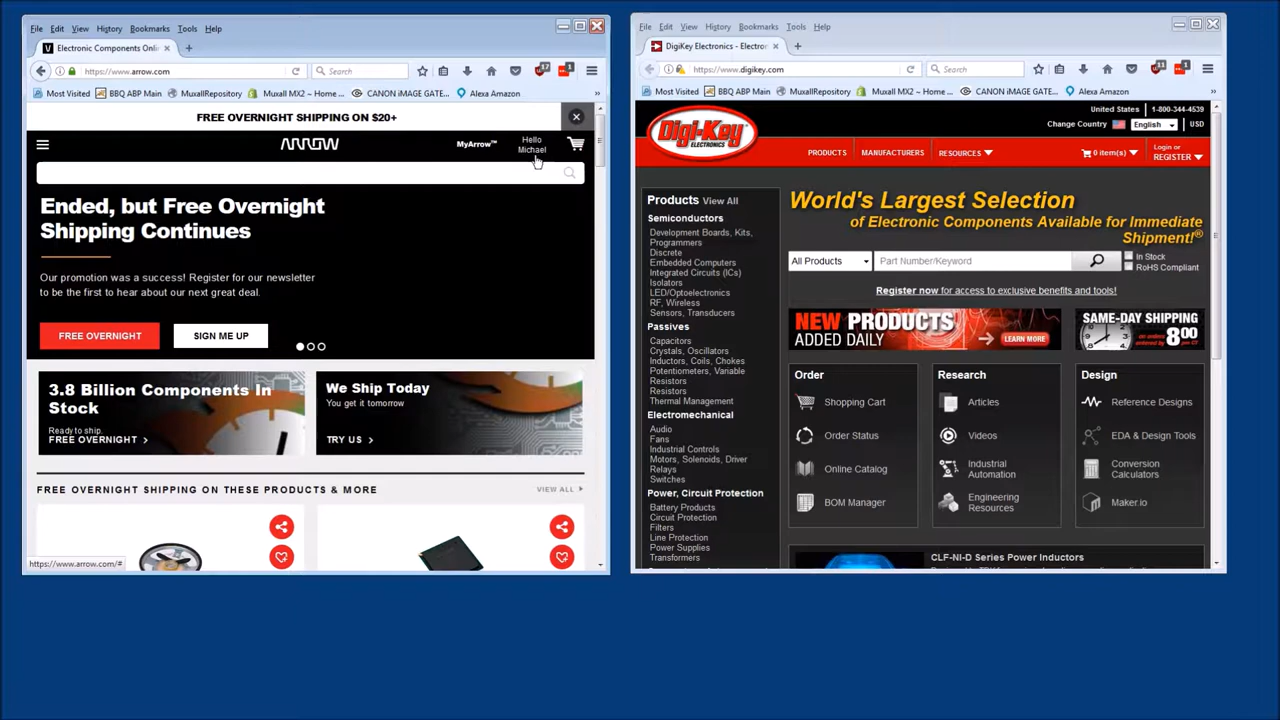 File Edit View History Bookmarks Tools Help
Electronic Components Onli
https://www.arrow.com
Search
17
1
Most Visited BBQ ABP Main MuxallRepository Muxall MX2 ~ Home ... CANON iMAGE GATE... Alexa Amazon
FREE OVERNIGHT SHIPPING ON $20+
ARROW
MyArrow™
Hello
Michael
Ended, but Free Overnight
Shipping Continues
Our promotion was a success! Register for our newsletter
to be the first to hear about our next great deal.
FREE OVERNIGHT
SIGN ME UP
3.8 Billion Components In
Stock
Ready to ship.
FREE OVERNIGHT
We Ship Today
You get it tomorrow
TRY US
FREE OVERNIGHT SHIPPING ON THESE PRODUCTS & MORE
VIEW ALL
https://www.arrow.com/#
File Edit View History Bookmarks Tools Help
DigiKey Electronics - Electror
https://www.digikey.com
Search
11
1
Most Visited BBQ ABP Main MuxallRepository Muxall MX2 ~ Home ... CANON iMAGE GATE... Alexa Amazon
Digi-Key
ELECTRONICS
United States 1-800-344-4539
Change Country English USD
PRODUCTS MANUFACTURERS RESOURCES
0 item(s)
Login or
REGISTER
Products View All
Semiconductors
Development Boards, Kits,
Programmers
Discrete
Embedded Computers
Integrated Circuits (ICs)
Isolators
LED/Optoelectronics
RF, Wireless
Sensors, Transducers
Passives
Capacitors
Crystals, Oscillators
Inductors, Coils, Chokes
Potentiometers, Variable
Resistors
Resistors
Thermal Management
Electromechanical
Audio
Fans
Industrial Controls
Motors, Solenoids, Driver
Relays
Switches
Power, Circuit Protection
Battery Products
Circuit Protection
Filters
Line Protection
Power Supplies
Transformers
World's Largest Selection
of Electronic Components Available for Immediate
Shipment!®
All Products
Part Number/Keyword
In Stock
RoHS Compliant
Register now for access to exclusive benefits and tools!
NEW PRODUCTS
ADDED DAILY
LEARN MORE
SAME-DAY SHIPPING
on orders
entered by
8:00
pm CT
Order
Shopping Cart
Order Status
Online Catalog
BOM Manager
Research
Articles
Videos
Industrial
Automation
Engineering
Resources
Design
Reference Designs
EDA & Design Tools
Conversion
Calculators
Maker.io
CLF-NI-D Series Power Inductors